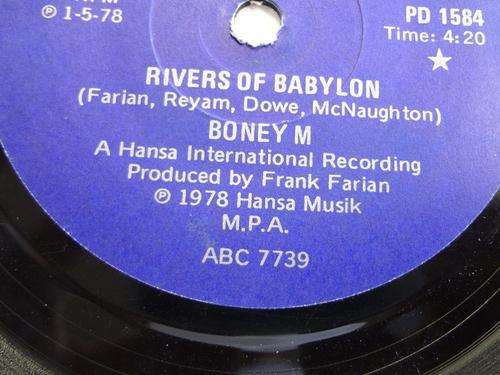 PD 1584
℗ 1-5-78
Time: 4:20
RIVERS OF BABYLON
(Farian, Reyam, Dowe, McNaughton)
BONEY M
A Hansa International Recording
Produced by Frank Farian
℗ 1978 Hansa Musik
M.P.A.
ABC 7739